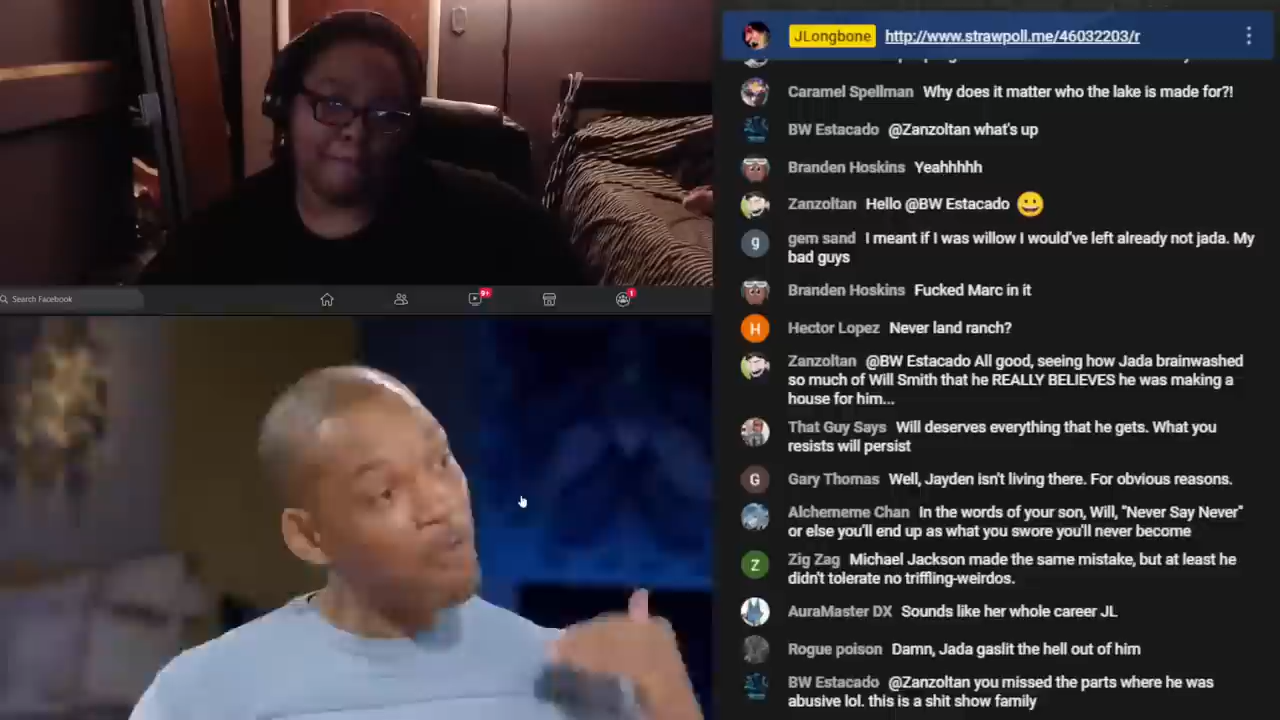 JLongbone http://www.strawpoll.me/46032203/r
Caramel Spellman Why does it matter who the lake is made for?!
BW Estacado @Zanzoltan what's up
Branden Hoskins Yeahhhhh
Zanzoltan Hello @BW Estacado 😀
g gem sand I meant if I was willow I would've left already not jada. My
bad guys
Branden Hoskins Fucked Marc in it
H Hector Lopez Never land ranch?
Zanzoltan @BW Estacado All good, seeing how Jada brainwashed
so much of Will Smith that he REALLY BELIEVES he was making a
house for him...
That Guy Says Will deserves everything that he gets. What you
resists will persist
G Gary Thomas Well, Jayden isn't living there. For obvious reasons.
Alchememe Chan In the words of your son, Will, "Never Say Never"
or else you'll end up as what you swore you'll never become
Z Zig Zag Michael Jackson made the same mistake, but at least he
didn't tolerate no triffling-weirdos.
AuraMaster DX Sounds like her whole career JL
Rogue poison Damn, Jada gaslit the hell out of him
BW Estacado @Zanzoltan you missed the parts where he was
abusive lol. this is a shit show family
Search Facebook
9+
1